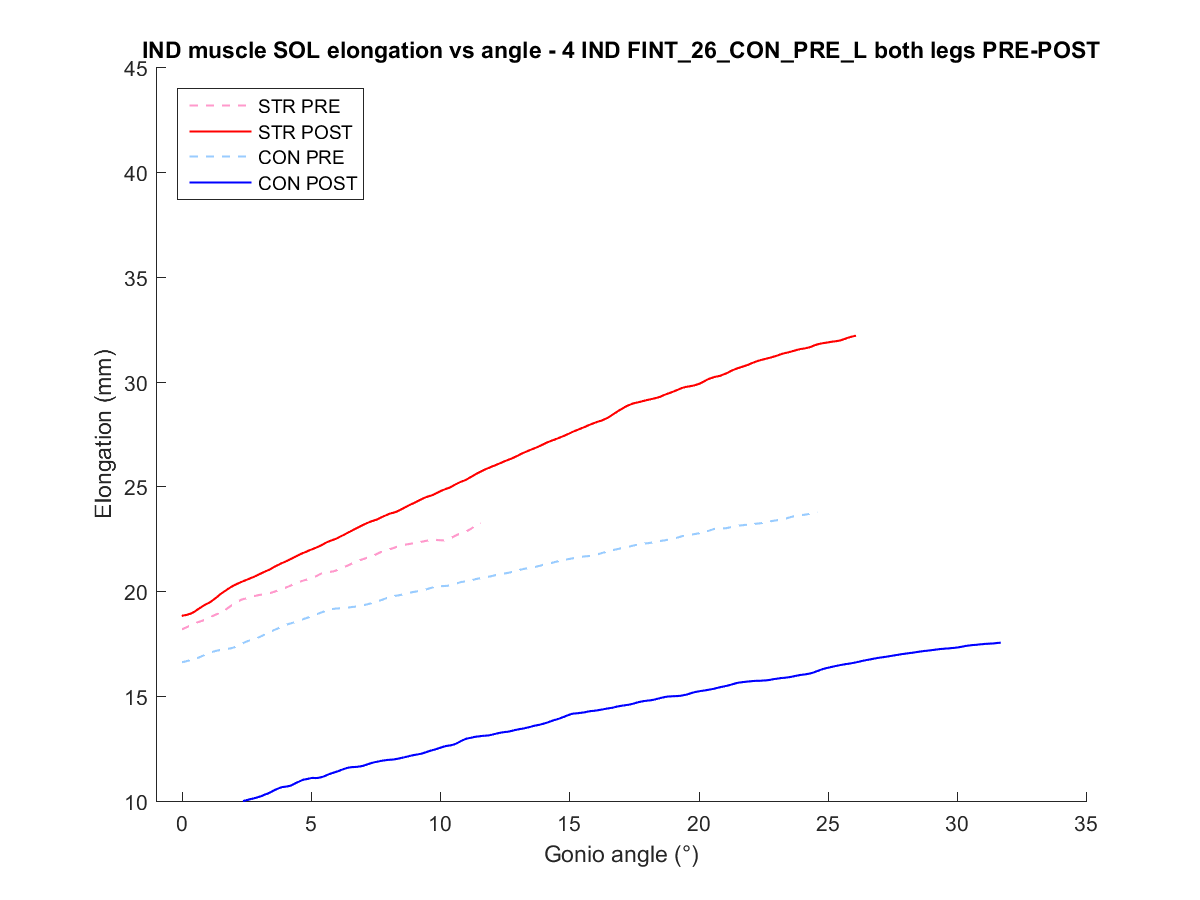 IND muscle SOL elongation vs angle - 4 IND FINT_26_CON_PRE_L both legs PRE-POST
STR PRE
STR POST
CON PRE
CON POST
45
40
35
30
25
20
15
10
Elongation (mm)
0 5 10 15 20 25 30 35
Gonio angle (°)